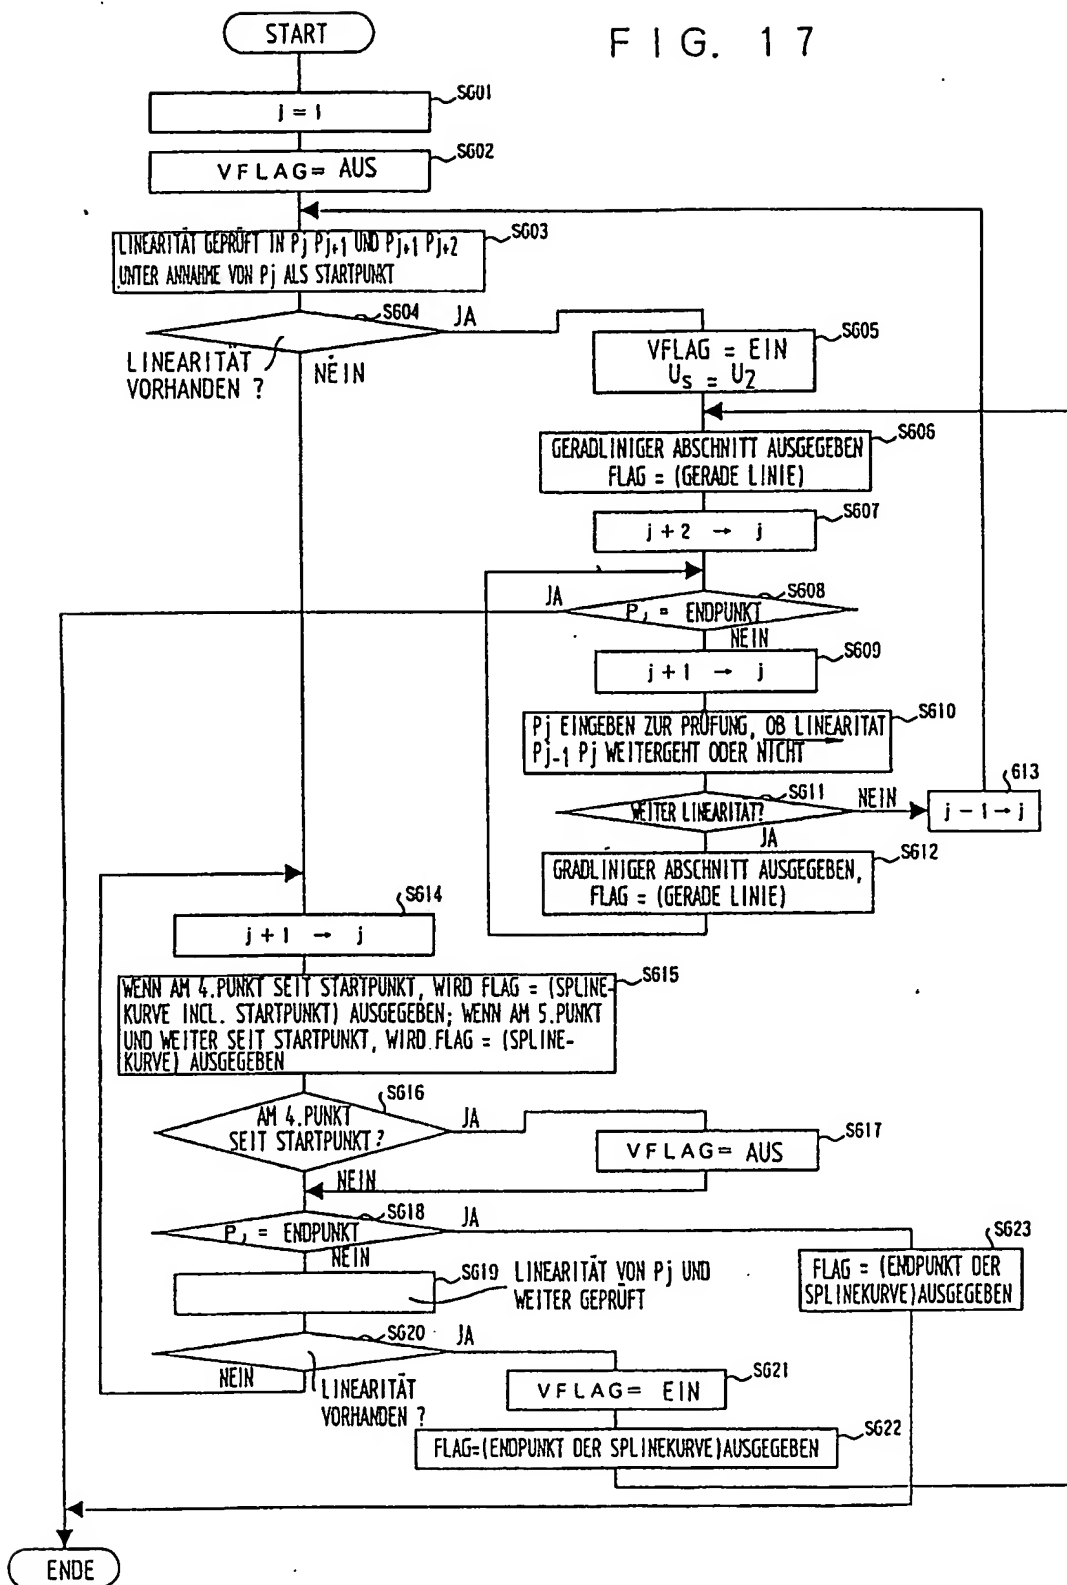 START
FIG. 17
S601
j = 1
S602
VFLAG= AUS
S603
LINEARITÄT GEPRÜFT IN Pj Pj+1 UND Pj+1 Pj+2
UNTER ANNAHME VON Pj ALS STARTPUNKT
S604
JA
LINEARITÄT
VORHANDEN ?
NEIN
S605
VFLAG = EIN
Us = U2
S606
GERADLINIGER ABSCHNITT AUSGEGEBEN
FLAG = (GERADE LINIE)
S607
j + 2 → j
S608
JA
Pj = ENDPUNKT
NEIN
S609
j + 1 → j
S610
Pj EINGEBEN ZUR PRÜFUNG, OB LINEARITÄT
Pj-1 Pj WEITERGEHT ODER NICHT
S611
WEITER LINEARITAT?
NEIN
613
j - 1 → j
JA
S612
GRADLINIGER ABSCHNITT AUSGEGEBEN,
FLAG = (GERADE LINIE)
S614
j + 1 → j
S615
WENN AM 4.PUNKT SEIT STARTPUNKT, WIRD FLAG = (SPLINE-
KURVE INCL. STARTPUNKT) AUSGEGEBEN; WENN AM 5.PUNKT
UND WEITER SEIT STARTPUNKT, WIRD FLAG = (SPLINE-
KURVE) AUSGEGEBEN
S616
AM 4.PUNKT
SEIT STARTPUNKT?
JA
S617
VFLAG= AUS
NEIN
S618
Pj = ENDPUNKT
JA
NEIN
S623
FLAG = (ENDPUNKT DER
SPLINEKURVE)AUSGEGEBEN
S619
LINEARITÄT VON Pj UND
WEITER GEPRÜFT
S620
JA
NEIN
LINEARITÄT
VORHANDEN ?
S621
VFLAG= EIN
S622
FLAG=(ENDPUNKT DER SPLINEKURVE)AUSGEGEBEN
ENDE